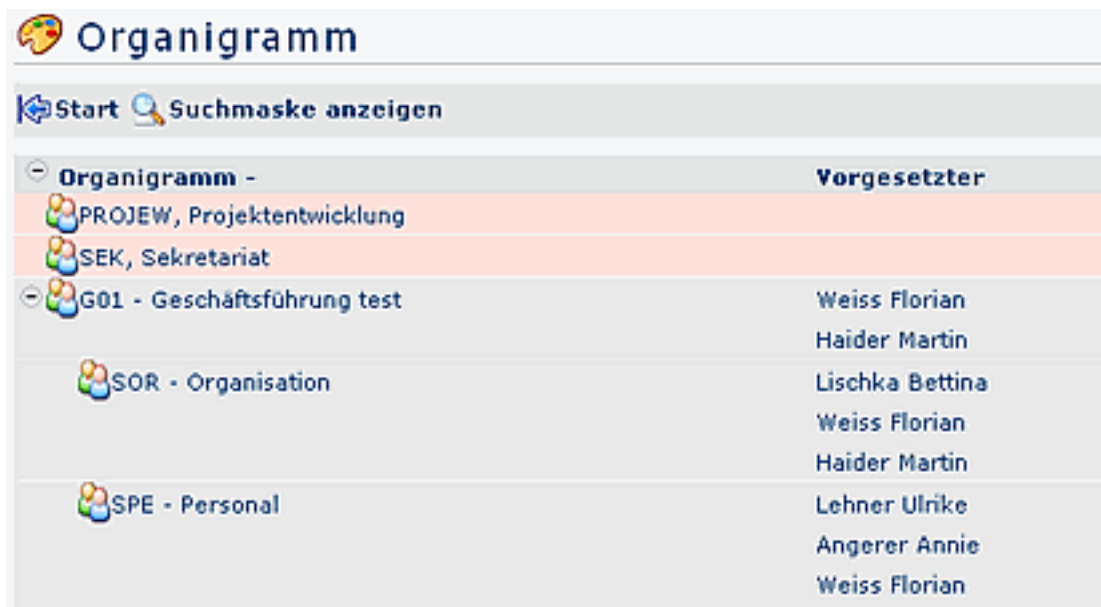 Organigramm
Start Suchmaske anzeigen
Organigramm - Vorgesetzter
PROJEW, Projektentwicklung
SEK, Sekretariat
G01 - Geschäftsführung test Weiss Florian
Haider Martin
SOR - Organisation Lischka Bettina
Weiss Florian
Haider Martin
SPE - Personal Lehner Ulrike
Angerer Annie
Weiss Florian